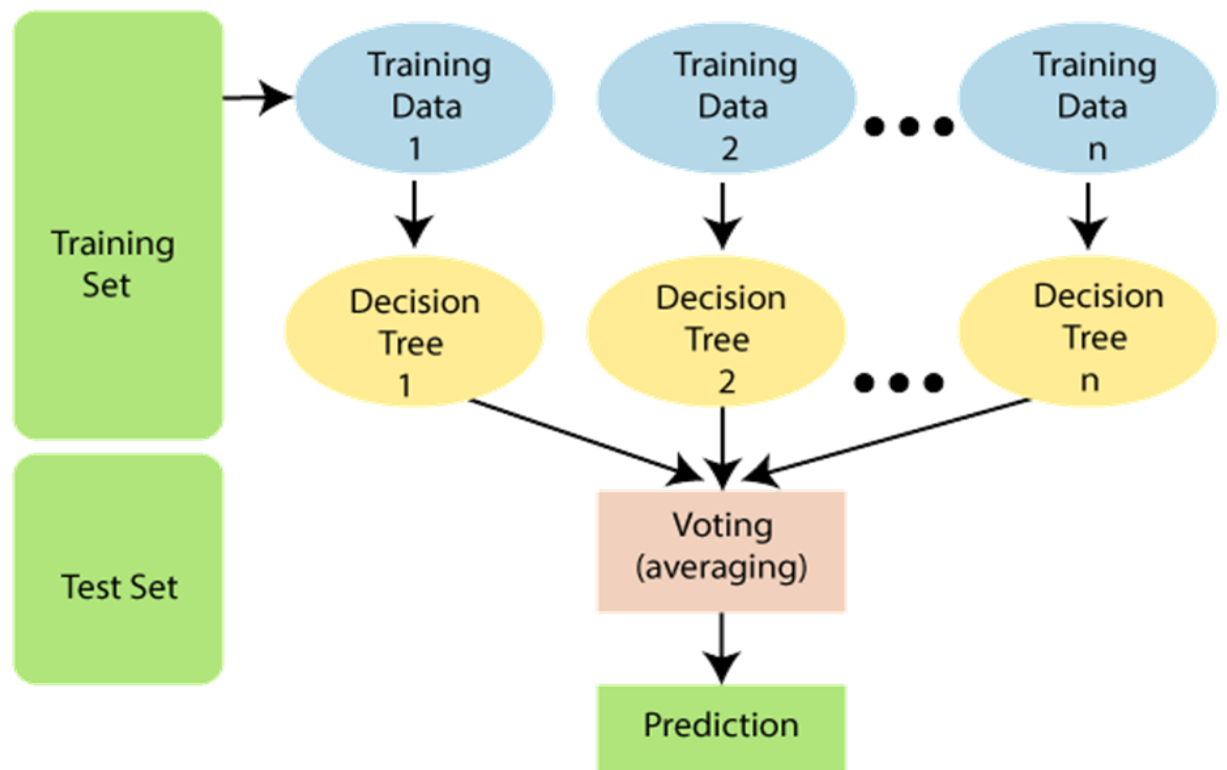 Training
Set
Test Set
Training
Data
1
Training
Data
2
Training
Data
n
Decision
Tree
1
Decision
Tree
2
Decision
Tree
n
Voting
(averaging)
Prediction